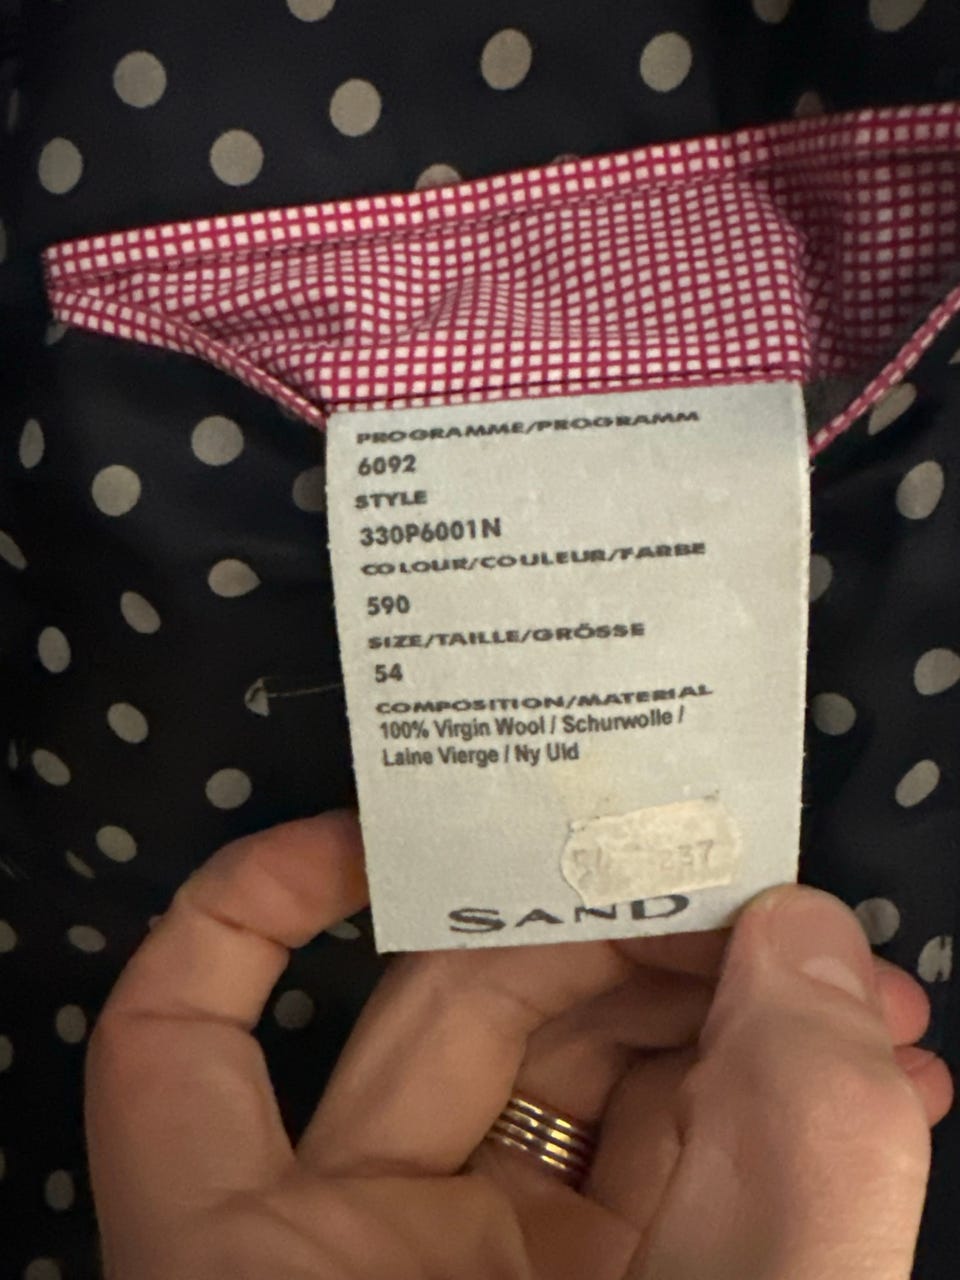 PROGRAMME/PROGRAMM
6092
STYLE
330P6001N
COLOUR/COULEUR/FARBE
590
SIZE/TAILLE/GRÖSSE
54
COMPOSITION/MATERIAL
100% Virgin Wool / Schurwolle /
Laine Vierge / Ny Uld
237
SAND